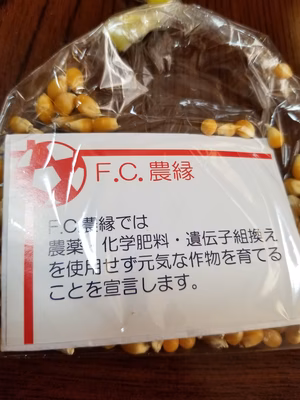 F.C.農縁
F.C農縁では
農薬・化学肥料・遺伝子組換え
を使用せず元気な作物を育てる
ことを宣言します。